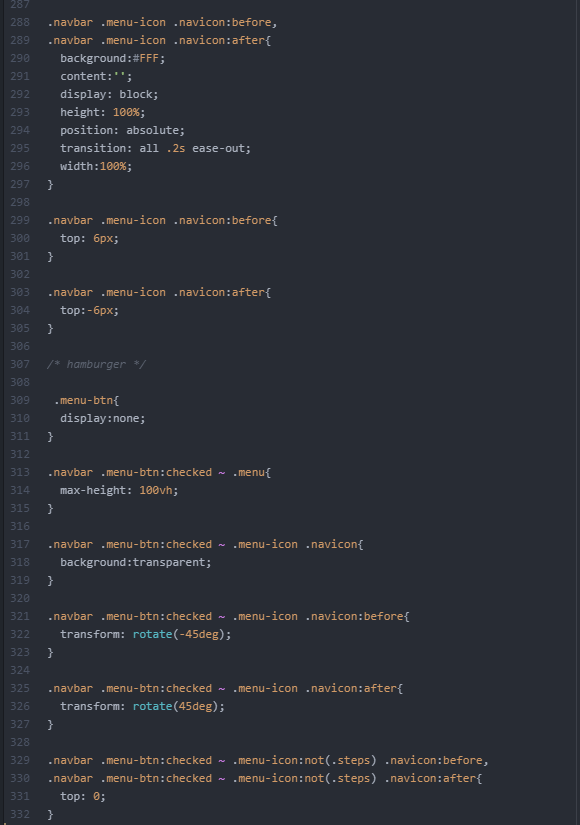 287
288 .navbar .menu-icon .navicon:before,
289 .navbar .menu-icon .navicon:after{
290 background:#FFF;
291 content:'';
292 display: block;
293 height: 100%;
294 position: absolute;
295 transition: all .2s ease-out;
296 width:100%;
297 }
298
299 .navbar .menu-icon .navicon:before{
300 top: 6px;
301 }
302
303 .navbar .menu-icon .navicon:after{
304 top:-6px;
305 }
306
307 /* hamburger */
308
309 .menu-btn{
310 display:none;
311 }
312
313 .navbar .menu-btn:checked ~ .menu{
314 max-height: 100vh;
315 }
316
317 .navbar .menu-btn:checked ~ .menu-icon .navicon{
318 background:transparent;
319 }
320
321 .navbar .menu-btn:checked ~ .menu-icon .navicon:before{
322 transform: rotate(-45deg);
323 }
324
325 .navbar .menu-btn:checked ~ .menu-icon .navicon:after{
326 transform: rotate(45deg);
327 }
328
329 .navbar .menu-btn:checked ~ .menu-icon:not(.steps) .navicon:before,
330 .navbar .menu-btn:checked ~ .menu-icon:not(.steps) .navicon:after{
331 top: 0;
332 }